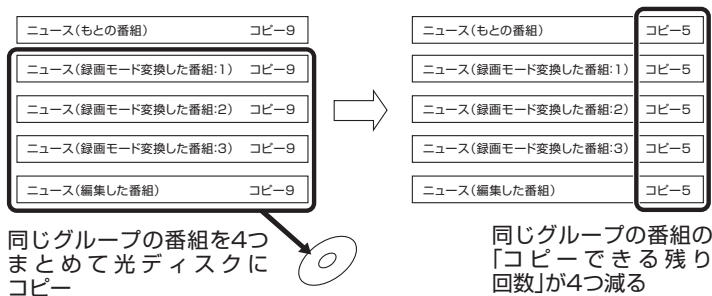 ニュース（もとの番組） コピー9
ニュース（録画モード変換した番組：1） コピー9
ニュース（録画モード変換した番組：2） コピー9
ニュース（録画モード変換した番組：3） コピー9
ニュース（編集した番組） コピー9
同じグループの番組を4つ
まとめて光ディスクに
コピー
ニュース（もとの番組） コピー5
ニュース（録画モード変換した番組：1） コピー5
ニュース（録画モード変換した番組：2） コピー5
ニュース（録画モード変換した番組：3） コピー5
ニュース（編集した番組） コピー5
同じグループの番組の
「コピーできる残り
回数」が4つ減る